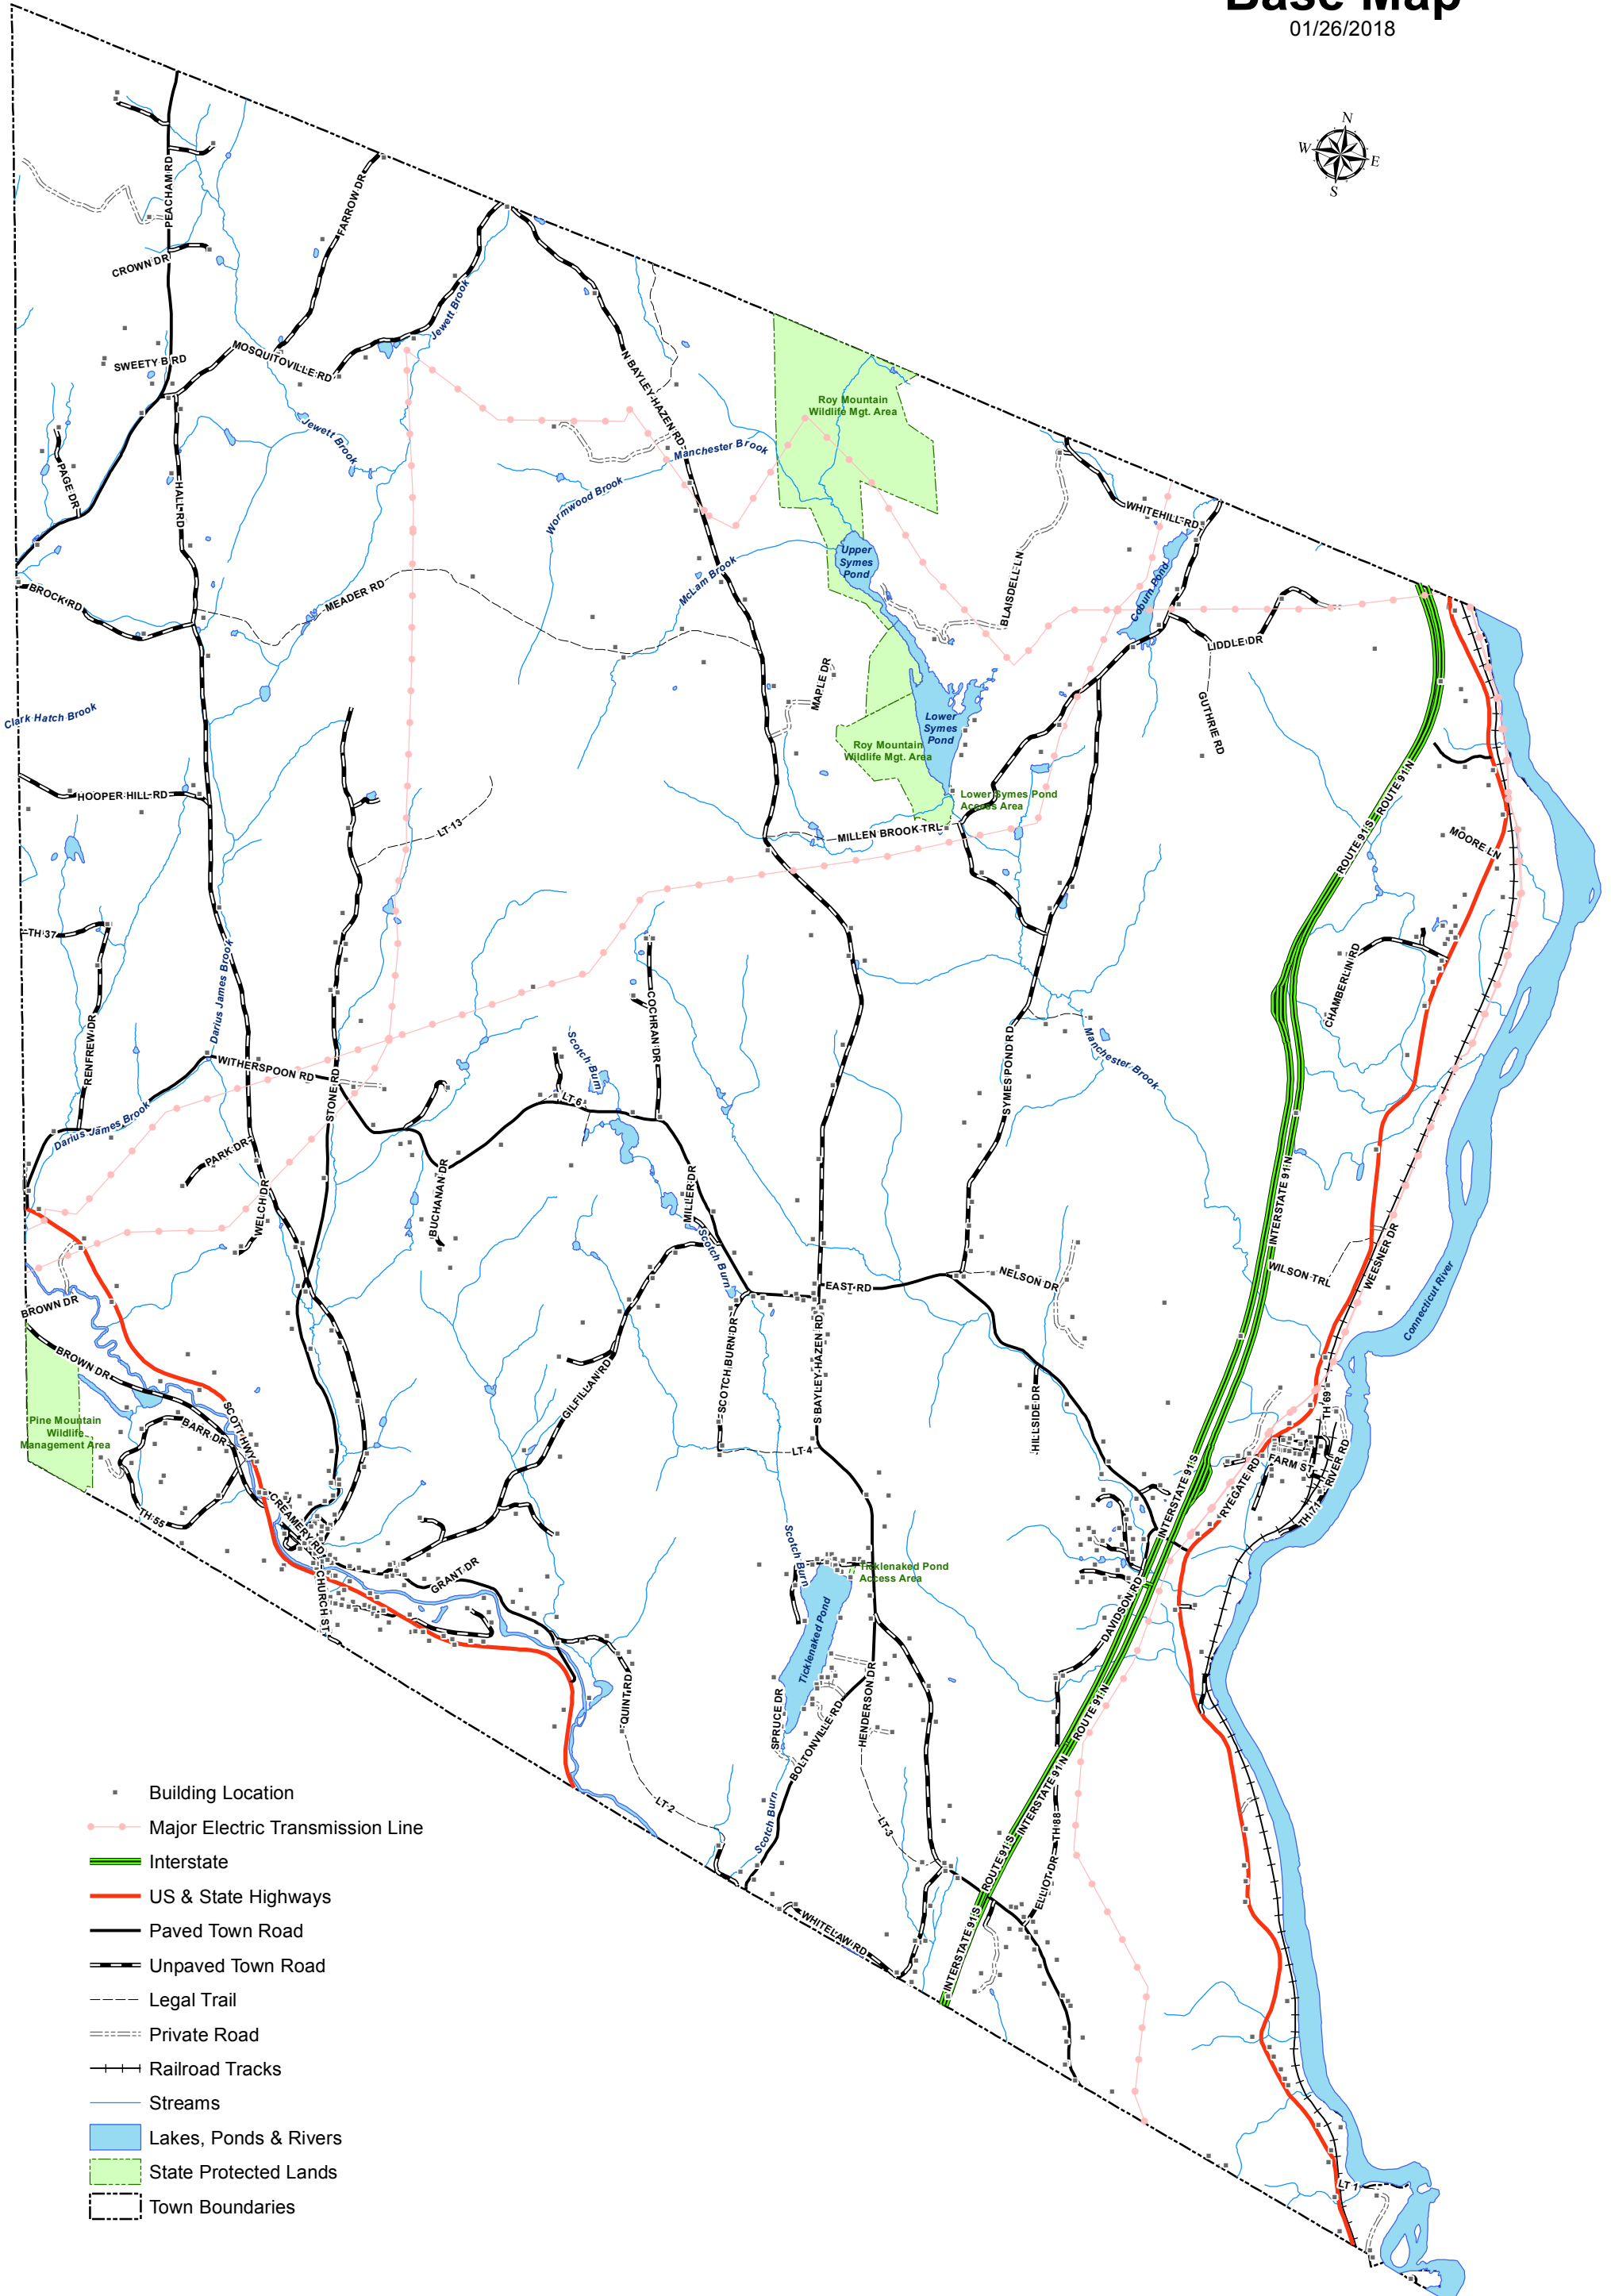 Base Map
01/26/2018
N
W
E
S
PEACHAM RD
FARROW DR
CROWN DR
Jewett Brook
SWEETY BIRD
MOSQUITOVILLE RD
N BAYLEY-HAZEN RD
Roy Mountain
Wildlife Mgt. Area
Jewett Brook
Manchester Brook
PAGE DR
HALL RD
Wormwood Brook
WHITEHILL RD
Upper
Symes
Pond
McLam Brook
BLAISDELL LN
Coburn Pond
BROCK RD
MEADER RD
LIDDLE DR
MAPLE DR
GUTHRIE RD
Clark Hatch Brook
Lower
Symes
Pond
Roy Mountain
Wildlife Mgt. Area
HOOPER HILL RD
Lower Symes Pond
Access Area
ROUTE 91 N
ROUTE 91 S
LT 13
MILLEN BROOK TRL
MOORE LN
TH 37
Darius James Brook
CHAMBERLIN RD
COCHRAN DR
RENFREW DR
WITHERSPOON RD
STONE RD
Scotch Burn
LT 6
SYMES POND RD
Manchester Brook
Darius James Brook
PARK DR
BUCHANAN DR
WELCH DR
MILLER DR
Scotch Burn
INTERSTATE 91 N
WEESNER DR
WILSON TRL
NELSON DR
EAST RD
Connecticut River
BROWN DR
BROWN DR
SCOTCH BURN DR
S BAYLEY-HAZEN RD
GILFILLAN RD
HILLSIDE DR
TH 69
Pine Mountain
Wildlife
Management Area
BARR DR
SCOTT HWY
LT 4
INTERSTATE 91 S
RYEGATE RD
FARM ST
RIVER RD
TH 71
TH 55
CREAMERY RD
CHURCH ST
GRANT DR
Scotch Burn
Ticklenaked Pond
Access Area
INTERSTATE 91 S
DAVIDSON RD
Ticklenaked Pond
QUINT RD
SPRUCE DR
BOLTONVILLE RD
HENDERSON DR
ROUTE 91 N
LT 2
Scotch Burn
LT 3
INTERSTATE 91 N
TH 88
ROUTE 91 S
ELLIOT DR
WHITELAW RD
INTERSTATE 91 S
LT 1
Building Location
Major Electric Transmission Line
Interstate
US & State Highways
Paved Town Road
Unpaved Town Road
Legal Trail
Private Road
Railroad Tracks
Streams
Lakes, Ponds & Rivers
State Protected Lands
Town Boundaries